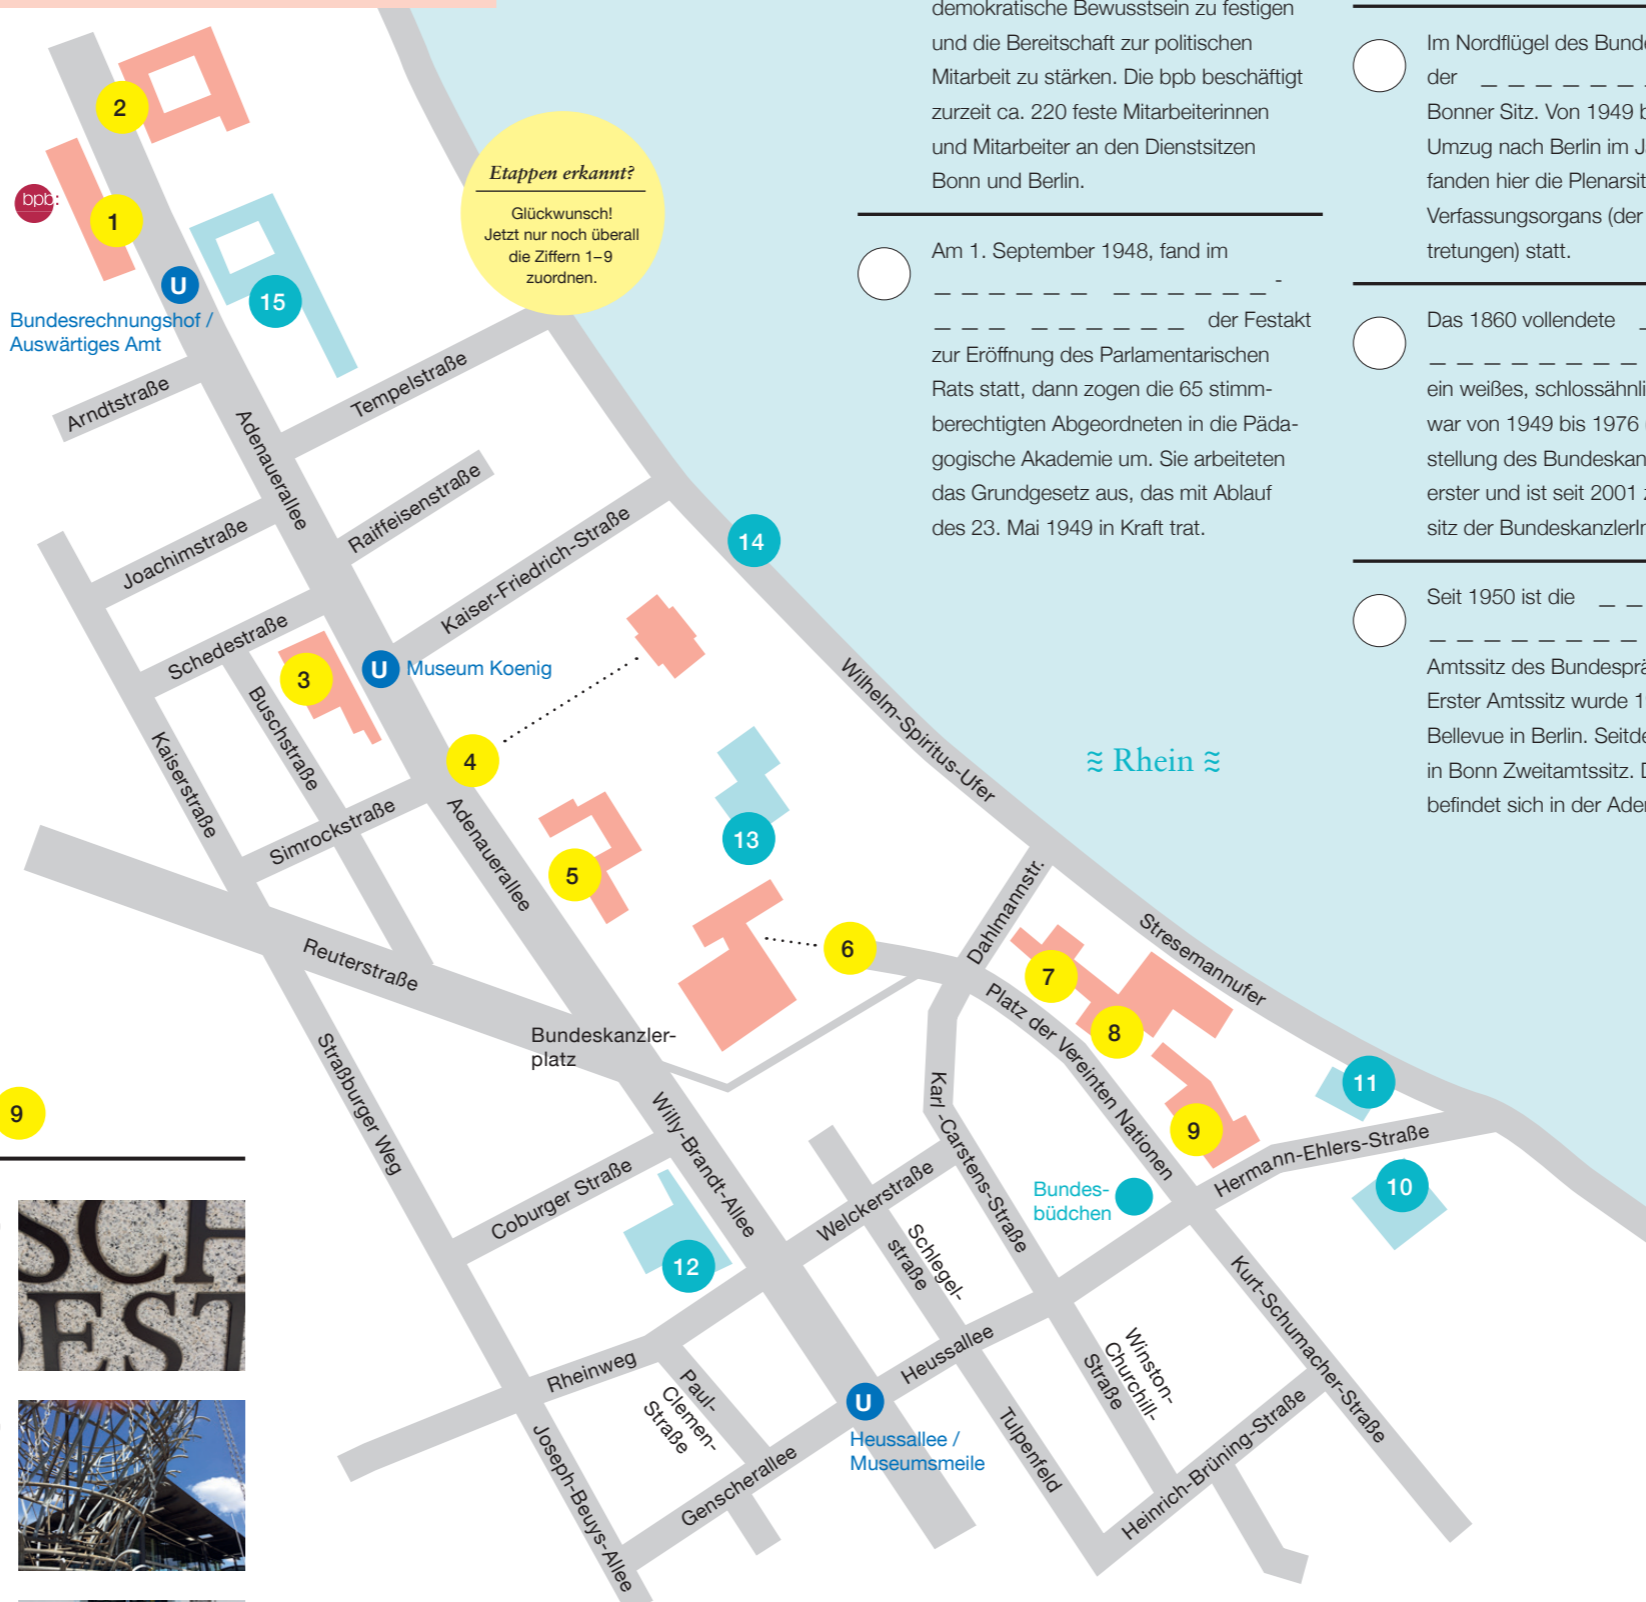 2
bpb:
1
U
15
Bundesrechnungshof /
Auswärtiges Amt
Etappen erkannt?
Glückwunsch!
Jetzt nur noch überall
die Ziffern 1–9
zuordnen.
Arndtstraße
Adenauerallee
Tempelstraße
Joachimstraße
Raiffeisenstraße
Kaiser-Friedrich-Straße
14
Schedestraße
3
U Museum Koenig
Buschstraße
Kaiserstraße
4
Wilhelm-Spiritus-Ufer
≈ Rhein ≈
Simrockstraße
Adenauerallee
13
5
Reuterstraße
6
Dahlmannstr.
Stresemannufer
7
8
Platz der Vereinten Nationen
Bundeskanzler-
platz
Straßburger Weg
Willy-Brandt-Allee
Karl-Carstens-Straße
11
9
Hermann-Ehlers-Straße
10
Bundes-
büdchen
Coburger Straße
12
Welckerstraße
Schlegel-
straße
Kurt-Schumacher-Straße
Rheinweg
Paul-
Clemen-
Straße
Heussallee
Winston-
Churchill-
Straße
U
Heussallee /
Museumsmeile
Joseph-Beuys-Allee
Genscherallee
Tulpenfeld
Heinrich-Brüning-Straße
9
SCH
DEST
demokratische Bewusstsein zu festigen
und die Bereitschaft zur politischen
Mitarbeit zu stärken. Die bpb beschäftigt
zurzeit ca. 220 feste Mitarbeiterinnen
und Mitarbeiter an den Dienstsitzen
Bonn und Berlin.
Am 1. September 1948, fand im
_ _ _ _ _ _ _ _ _ _ _ _ -
_ _ _ _ _ _ _ _ _ der Festakt
zur Eröffnung des Parlamentarischen
Rats statt, dann zogen die 65 stimm-
berechtigten Abgeordneten in die Päda-
gogische Akademie um. Sie arbeiteten
das Grundgesetz aus, das mit Ablauf
des 23. Mai 1949 in Kraft trat.
Im Nordflügel des Bund
der _ _ _ _ _ _
Bonner Sitz. Von 1949 b
Umzug nach Berlin im J
fanden hier die Plenarsit
Verfassungsorgans (der
tretungen) statt.
Das 1860 vollendete _
_ _ _ _ _ _ _ _
ein weißes, schlossähnli
war von 1949 bis 1976
stellung des Bundeskan
erster und ist seit 2001
sitz der BundeskanzlerIn
Seit 1950 ist die _ _
_ _ _ _ _ _ _ _
Amtssitz des Bundesprä
Erster Amtssitz wurde 1
Bellevue in Berlin. Seitde
in Bonn Zweitamtssitz. D
befindet sich in der Ader